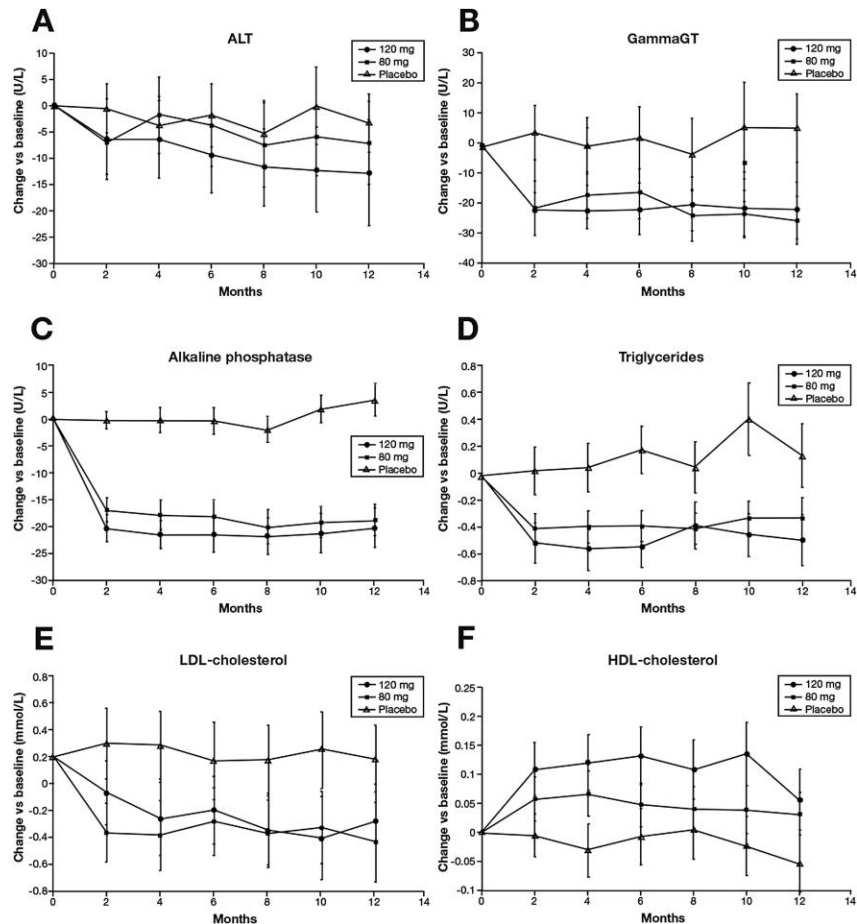 A
ALT
120 mg
80 mg
Placebo
Change vs baseline (U/L)
10
5
0
-5
-10
-15
-20
-25
-30
0 2 4 6 8 10 12 14
Months
B
GammaGT
120 mg
80 mg
Placebo
Change vs baseline (U/L)
30
20
10
0
-10
-20
-30
-40
0 2 4 6 8 10 12 14
Months
C
Alkaline phosphatase
120 mg
80 mg
Placebo
Change vs baseline (U/L)
10
5
0
-5
-10
-15
-20
-25
-30
0 2 4 6 8 10 12 14
Months
D
Triglycerides
120 mg
80 mg
Placebo
Change vs baseline (U/L)
0.8
0.6
0.4
0.2
0
-0.2
-0.4
-0.6
-0.8
0 2 4 6 8 10 12 14
Months
E
LDL-cholesterol
120 mg
80 mg
Placebo
Change vs baseline (mmol/L)
0.8
0.6
0.4
0.2
0
-0.2
-0.4
-0.6
0.8
0 2 4 6 8 10 12 14
Months
F
HDL-cholesterol
120 mg
80 mg
Placebo
Change vs baseline (mmol/L)
0.25
0.2
0.15
0.1
0.05
0
-0.05
-0.1
0 2 4 6 8 10 12 14
Months